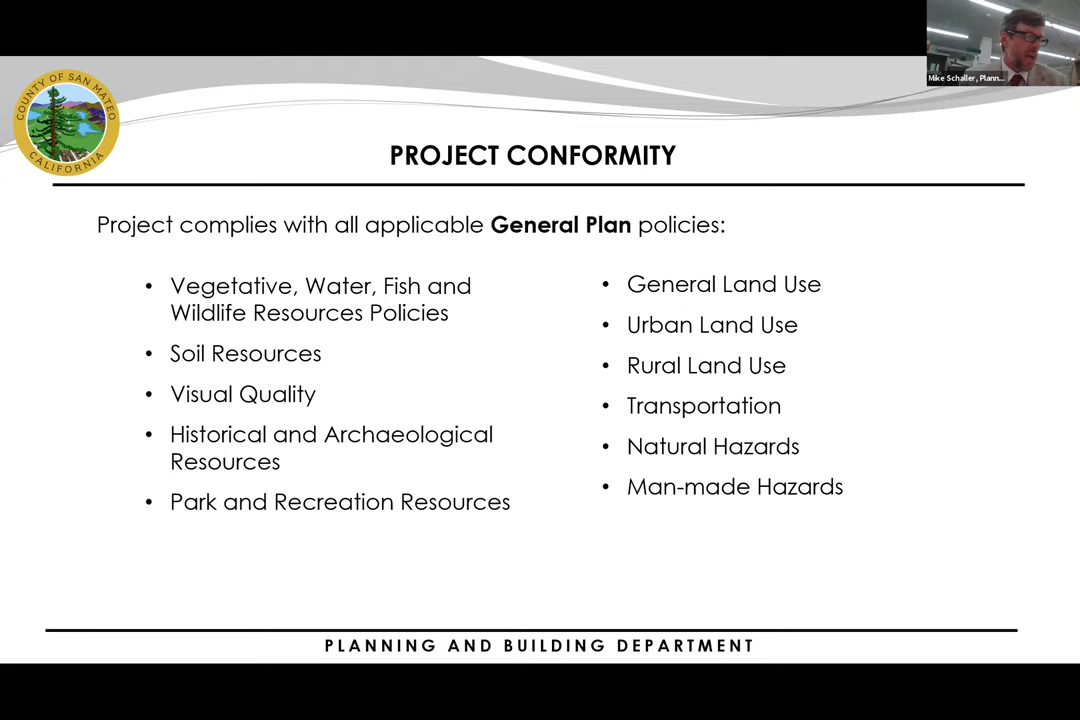 Mike Schaller, Plann...
COUNTY OF SAN MATEO
CALIFORNIA
PROJECT CONFORMITY
Project complies with all applicable General Plan policies:
• Vegetative, Water, Fish and
Wildlife Resources Policies
• Soil Resources
• Visual Quality
• Historical and Archaeological
Resources
• Park and Recreation Resources
• General Land Use
• Urban Land Use
• Rural Land Use
• Transportation
• Natural Hazards
• Man-made Hazards
PLANNING AND BUILDING DEPARTMENT